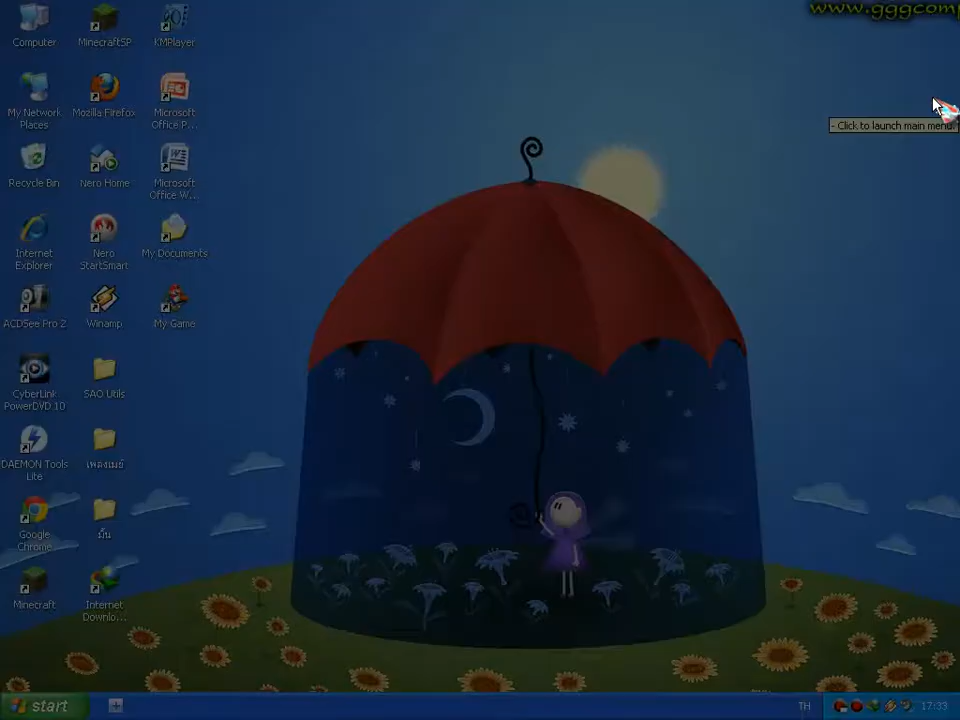 www.gggcomp
Computer
MinecraftSP
KMPlayer
My Network
Places
Mozilla Firefox
Microsoft
Office P...
- Click to launch main menu.
Recycle Bin
Nero Home
Microsoft
Office W...
Internet
Explorer
Nero
StartSmart
My Documents
ACDSee Pro 2
Winamp
My Game
CyberLink
PowerDVD 10
SAO Utils
DAEMON Tools
Lite
เพลงเมย์
Google
Chrome
มั้น
Minecraft
Internet
Downlo...
start
TH
17:33